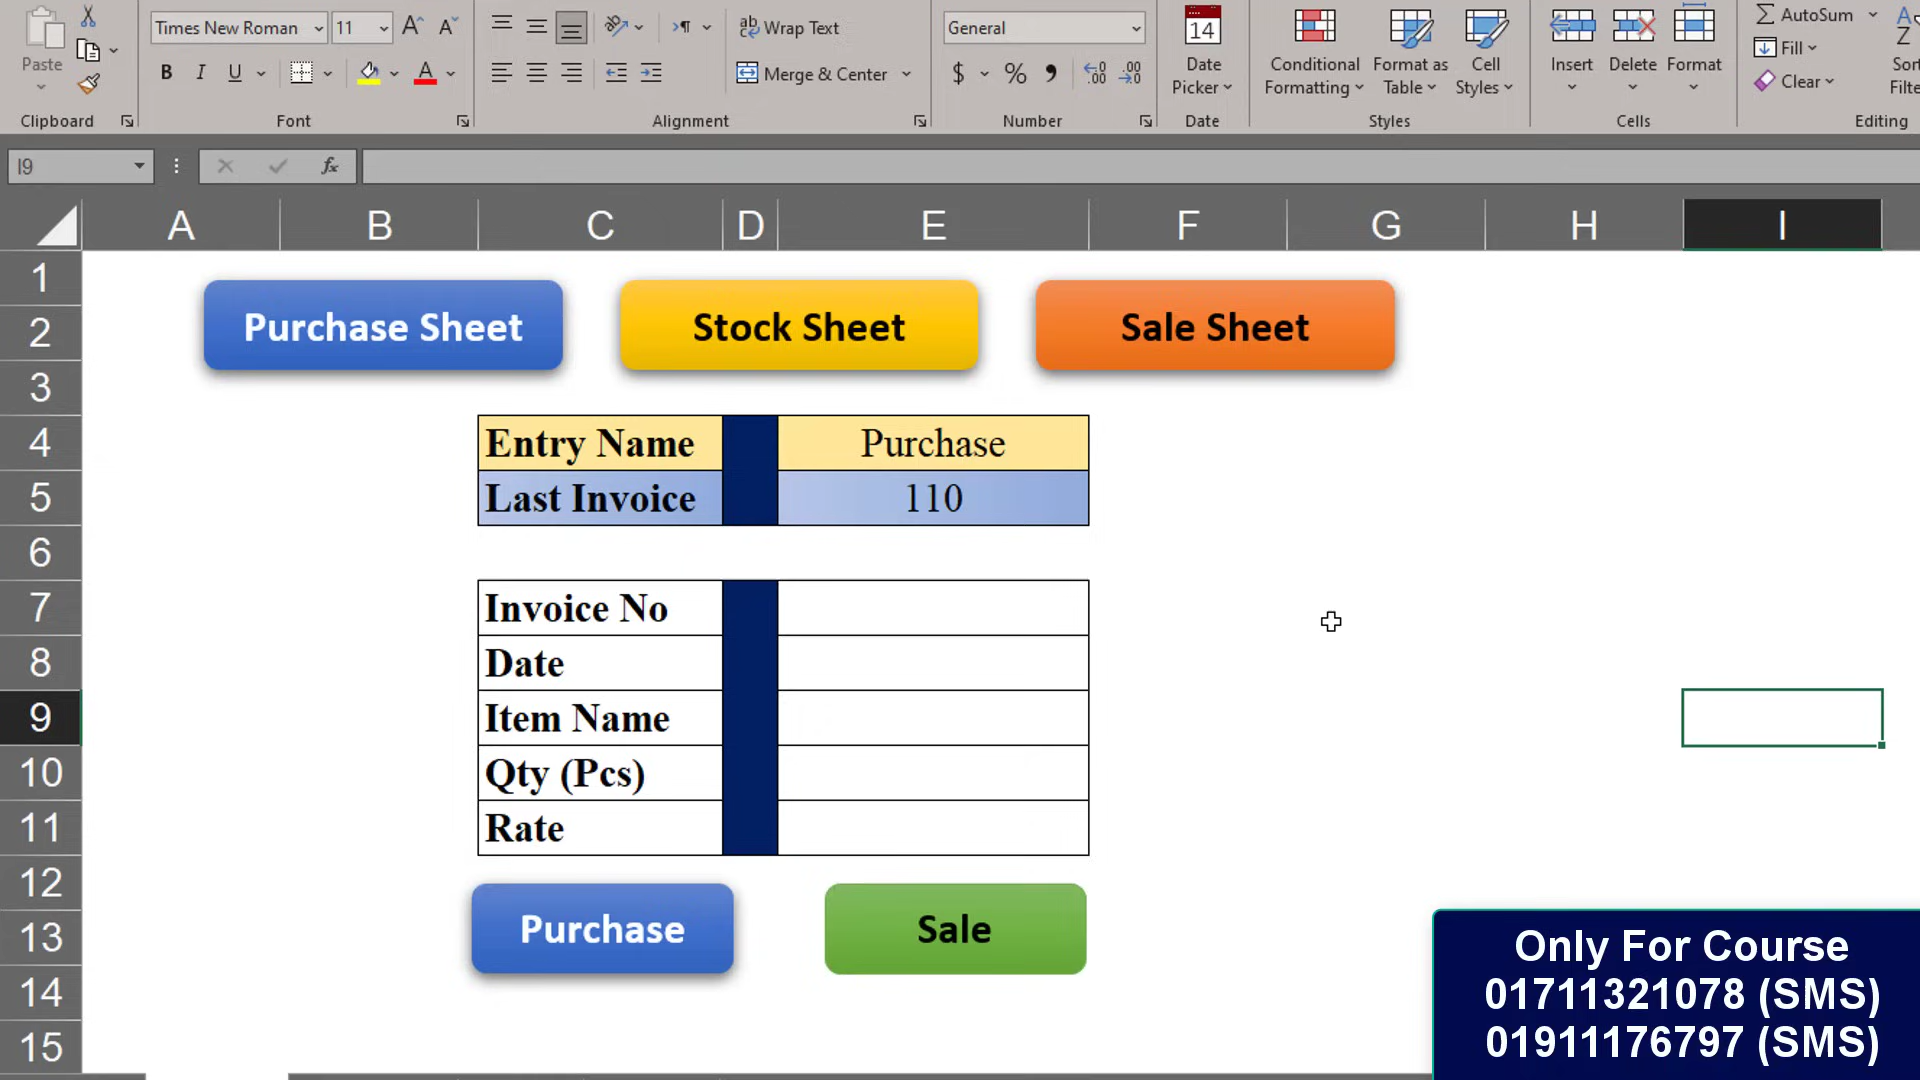 Paste
Times New Roman
11
A
A
B
I
U
A
Wrap Text
Merge & Center
General
$
%
.00
.00
14
Date
Picker
Conditional
Formatting
Format as
Table
Cell
Styles
Insert
Delete
Format
AutoSum
Fill
Clear
Clipboard
Font
Alignment
Number
Date
Styles
Cells
Editing
I9
fx
A B C D E F G H I
1
2
3
4
5
6
7
8
9
10
11
12
13
14
15
Purchase Sheet
Stock Sheet
Sale Sheet
Entry Name Purchase
Last Invoice 110
Invoice No
Date
Item Name
Qty (Pcs)
Rate
Purchase
Sale
Only For Course
01711321078 (SMS)
01911176797 (SMS)